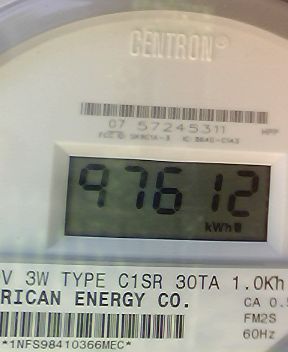 CENTRON®
07 57245311 MPP
97612
kWh
V 3W TYPE C1SR 30TA 1.0Kh
RICAN ENERGY CO.
CA 0.5
FM2S
60Hz
*1NFS98410366MEC*